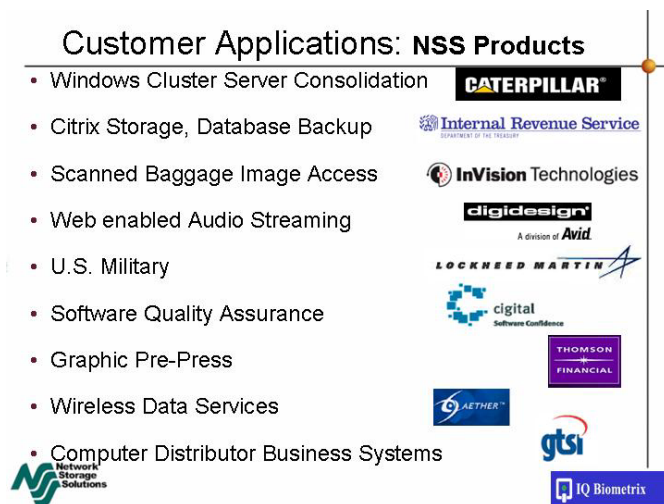 Customer Applications: NSS Products
• Windows Cluster Server Consolidation
CATERPILLAR®
• Citrix Storage, Database Backup
Internal Revenue Service
DEPARTMENT OF THE TREASURY
• Scanned Baggage Image Access
InVision Technologies
• Web enabled Audio Streaming
digidesign®
A division of Avid
• U.S. Military
LOCKHEED MARTIN
• Software Quality Assurance
cigital
Software Confidence
• Graphic Pre-Press
THOMSON
FINANCIAL
• Wireless Data Services
AETHER™
• Computer Distributor Business Systems
gtsi
Network
Storage
Solutions
IQ Biometrix